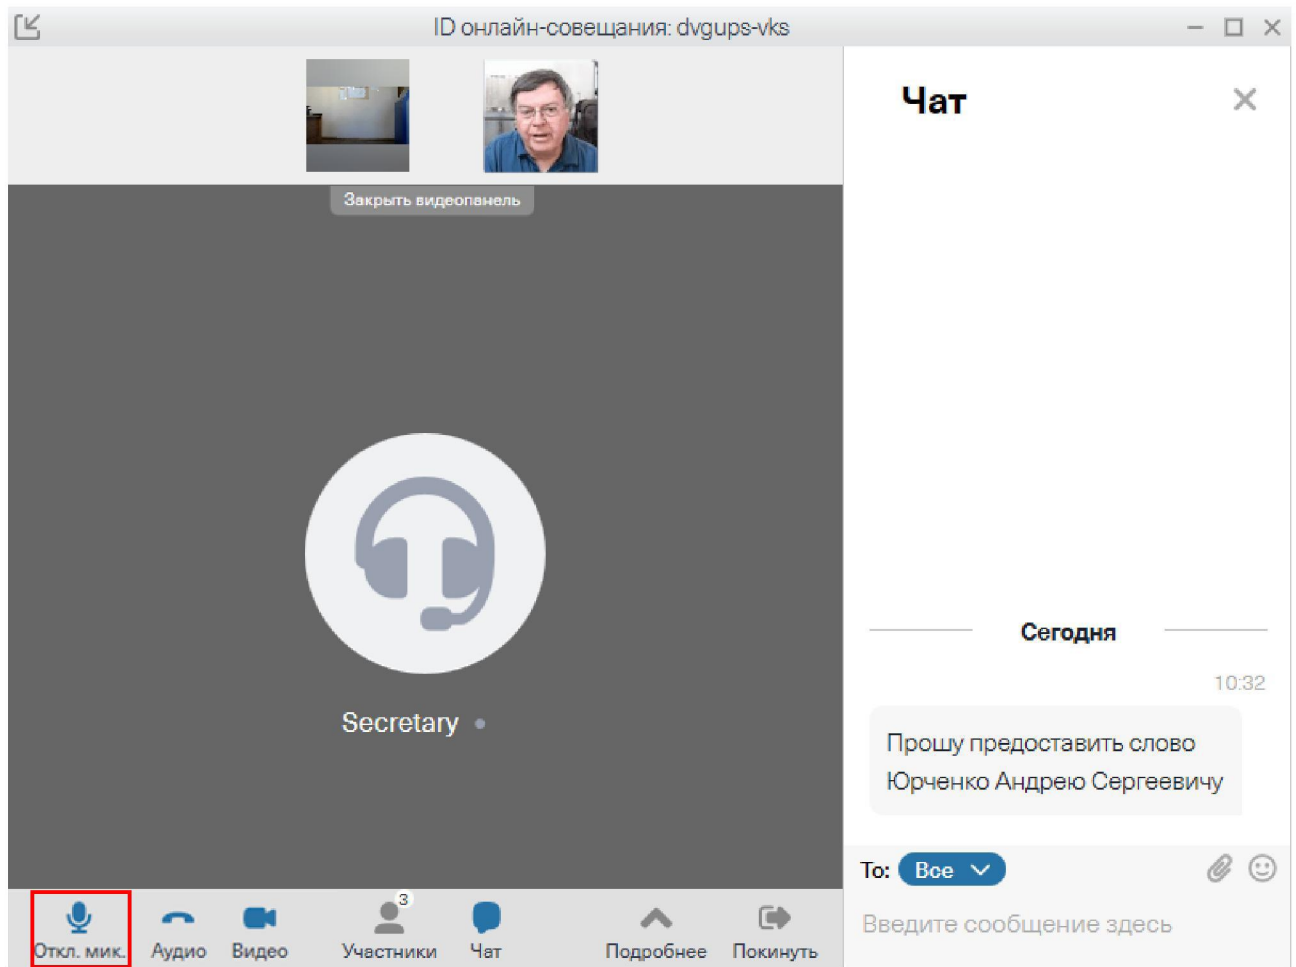 ID онлайн-совещания: dvgups-vks
Закрыть видеопанель
Secretary
Откл. мик.
Аудио
Видео
3
Участники
Чат
Подробнее
Покинуть
Чат
Сегодня
10:32
Прошу предоставить слово
Юрченко Андрею Сергеевичу
To: Все
Введите сообщение здесь